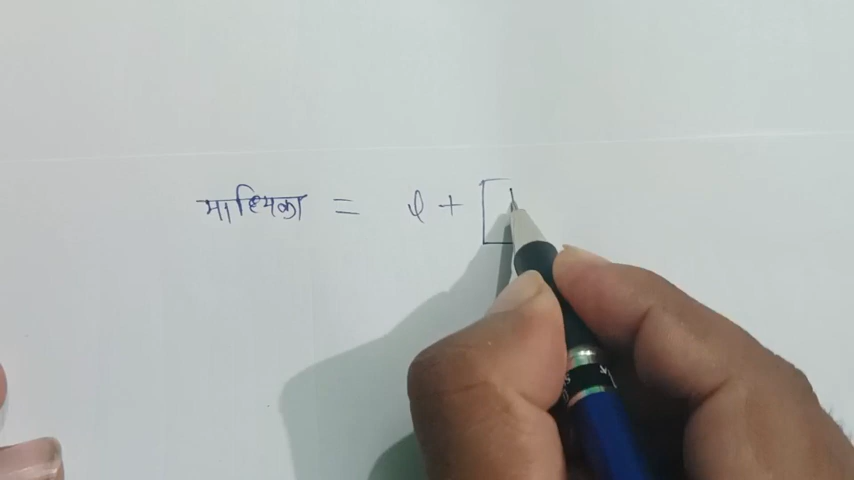 माध्यिका = l + [